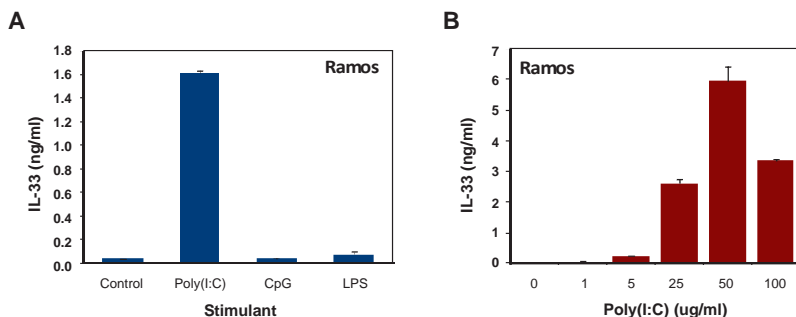 A
IL-33 (ng/ml)
1.8
1.6
1.4
1.2
1.0
0.8
0.6
0.4
0.2
0.0
Ramos
Control Poly(I:C) CpG LPS
Stimulant
B
IL-33 (ng/ml)
7
6
5
4
3
2
1
0
Ramos
0 1 5 25 50 100
Poly(I:C) (ug/ml)